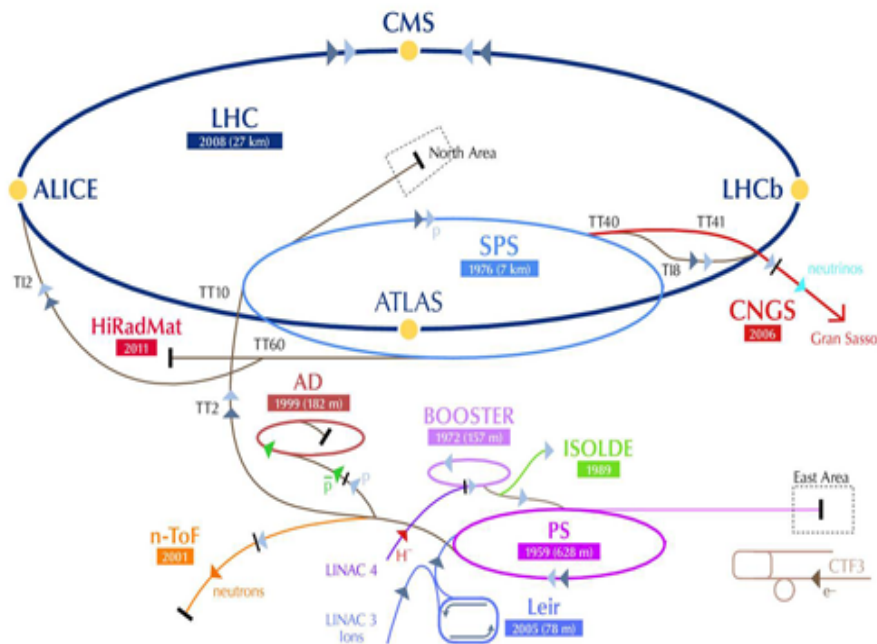 CMS
LHC
2008 (27 km)
North Area
ALICE
LHCb
TT40
TT41
p
SPS
1976 (7 km)
TI8
neutrinos
TI2
TT10
ATLAS
CNGS
2006
Gran Sasso
HiRadMat
2011
TT60
AD
1999 (182 m)
TT2
BOOSTER
1972 (157 m)
ISOLDE
1989
p
p
East Area
n-ToF
2001
PS
1959 (628 m)
H⁻
LINAC 4
neutrons
CTF3
e⁻
LINAC 3
Ions
Leir
2005 (78 m)